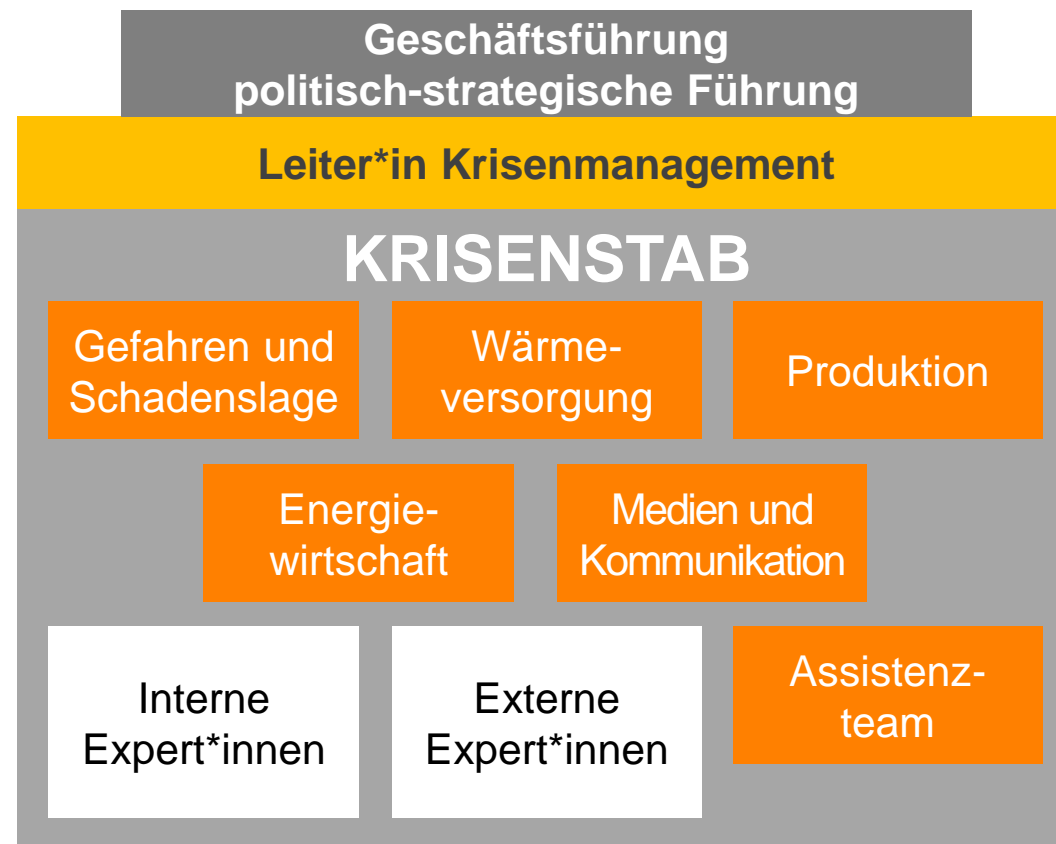 Geschäftsführung
politisch-strategische Führung
Leiter*in Krisenmanagement
KRISENSTAB
Gefahren und
Schadenslage
Wärme-
versorgung
Produktion
Energie-
wirtschaft
Medien und
Kommunikation
Interne
Expert*innen
Externe
Expert*innen
Assistenz-
team